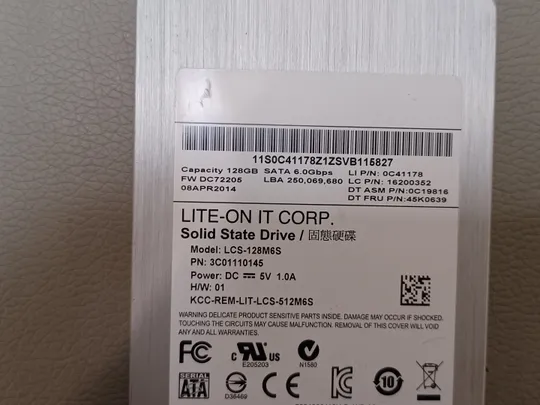 11S0C41178Z1ZSVB115827
Capacity 128GB SATA 6.0Gbps LI P/N: 0C41178
FW DC72205 LBA 250,069,680 LC P/N: 16200352
08APR2014 DT ASM P/N:0C19816
DT FRU P/N:45K0639
LITE-ON IT CORP.
Solid State Drive / 固態硬碟
Model: LCS-128M6S
PN: 3C01110145
Power: DC ⎓ 5V 1.0A
H/W: 01
KCC-REM-LIT-LCS-512M6S
WARNING DELICATE PRODUCT SENSITIVE PARTS INSIDE. DAMAGE MAY OCCUR IF SHOCKED.
TOUCHING THE CIRCUITS MAY CAUSE MALFUNCTION. REMOVAL OF THIS COVER WILL VOID
ANY AND ALL WARRANTIES.
FC c RU us N
E205203 N1580
SERIAL
SATA D36489 CE 10